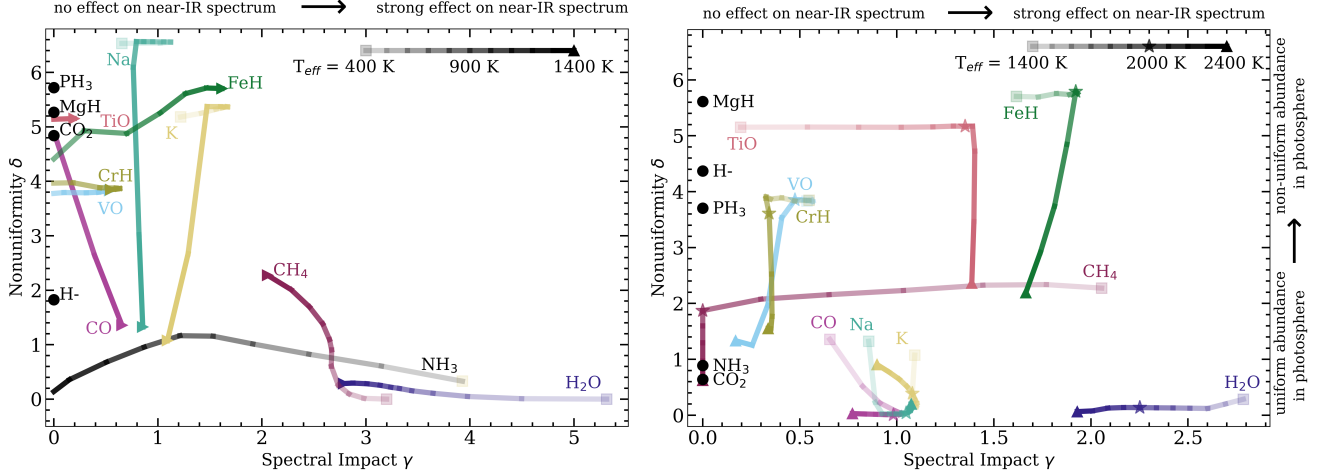 no effect on near-IR spectrum
strong effect on near-IR spectrum
6
5
4
3
2
1
0
Nonuniformity δ
PH3
MgH
CO2
H-
Na
TiO
FeH
K
CrH
VO
CO
CH4
NH3
H2O
Teff = 400 K
900 K
1400 K
0
1
2
3
4
5
Spectral Impact γ
no effect on near-IR spectrum
strong effect on near-IR spectrum
6
5
4
3
2
1
0
Nonuniformity δ
MgH
TiO
H-
PH3
VO
CrH
FeH
CH4
CO
Na
K
NH3
CO2
H2O
Teff = 1400 K
2000 K
2400 K
0.0
0.5
1.0
1.5
2.0
2.5
Spectral Impact γ
non-uniform abundance
in photosphere
uniform abundance
in photosphere